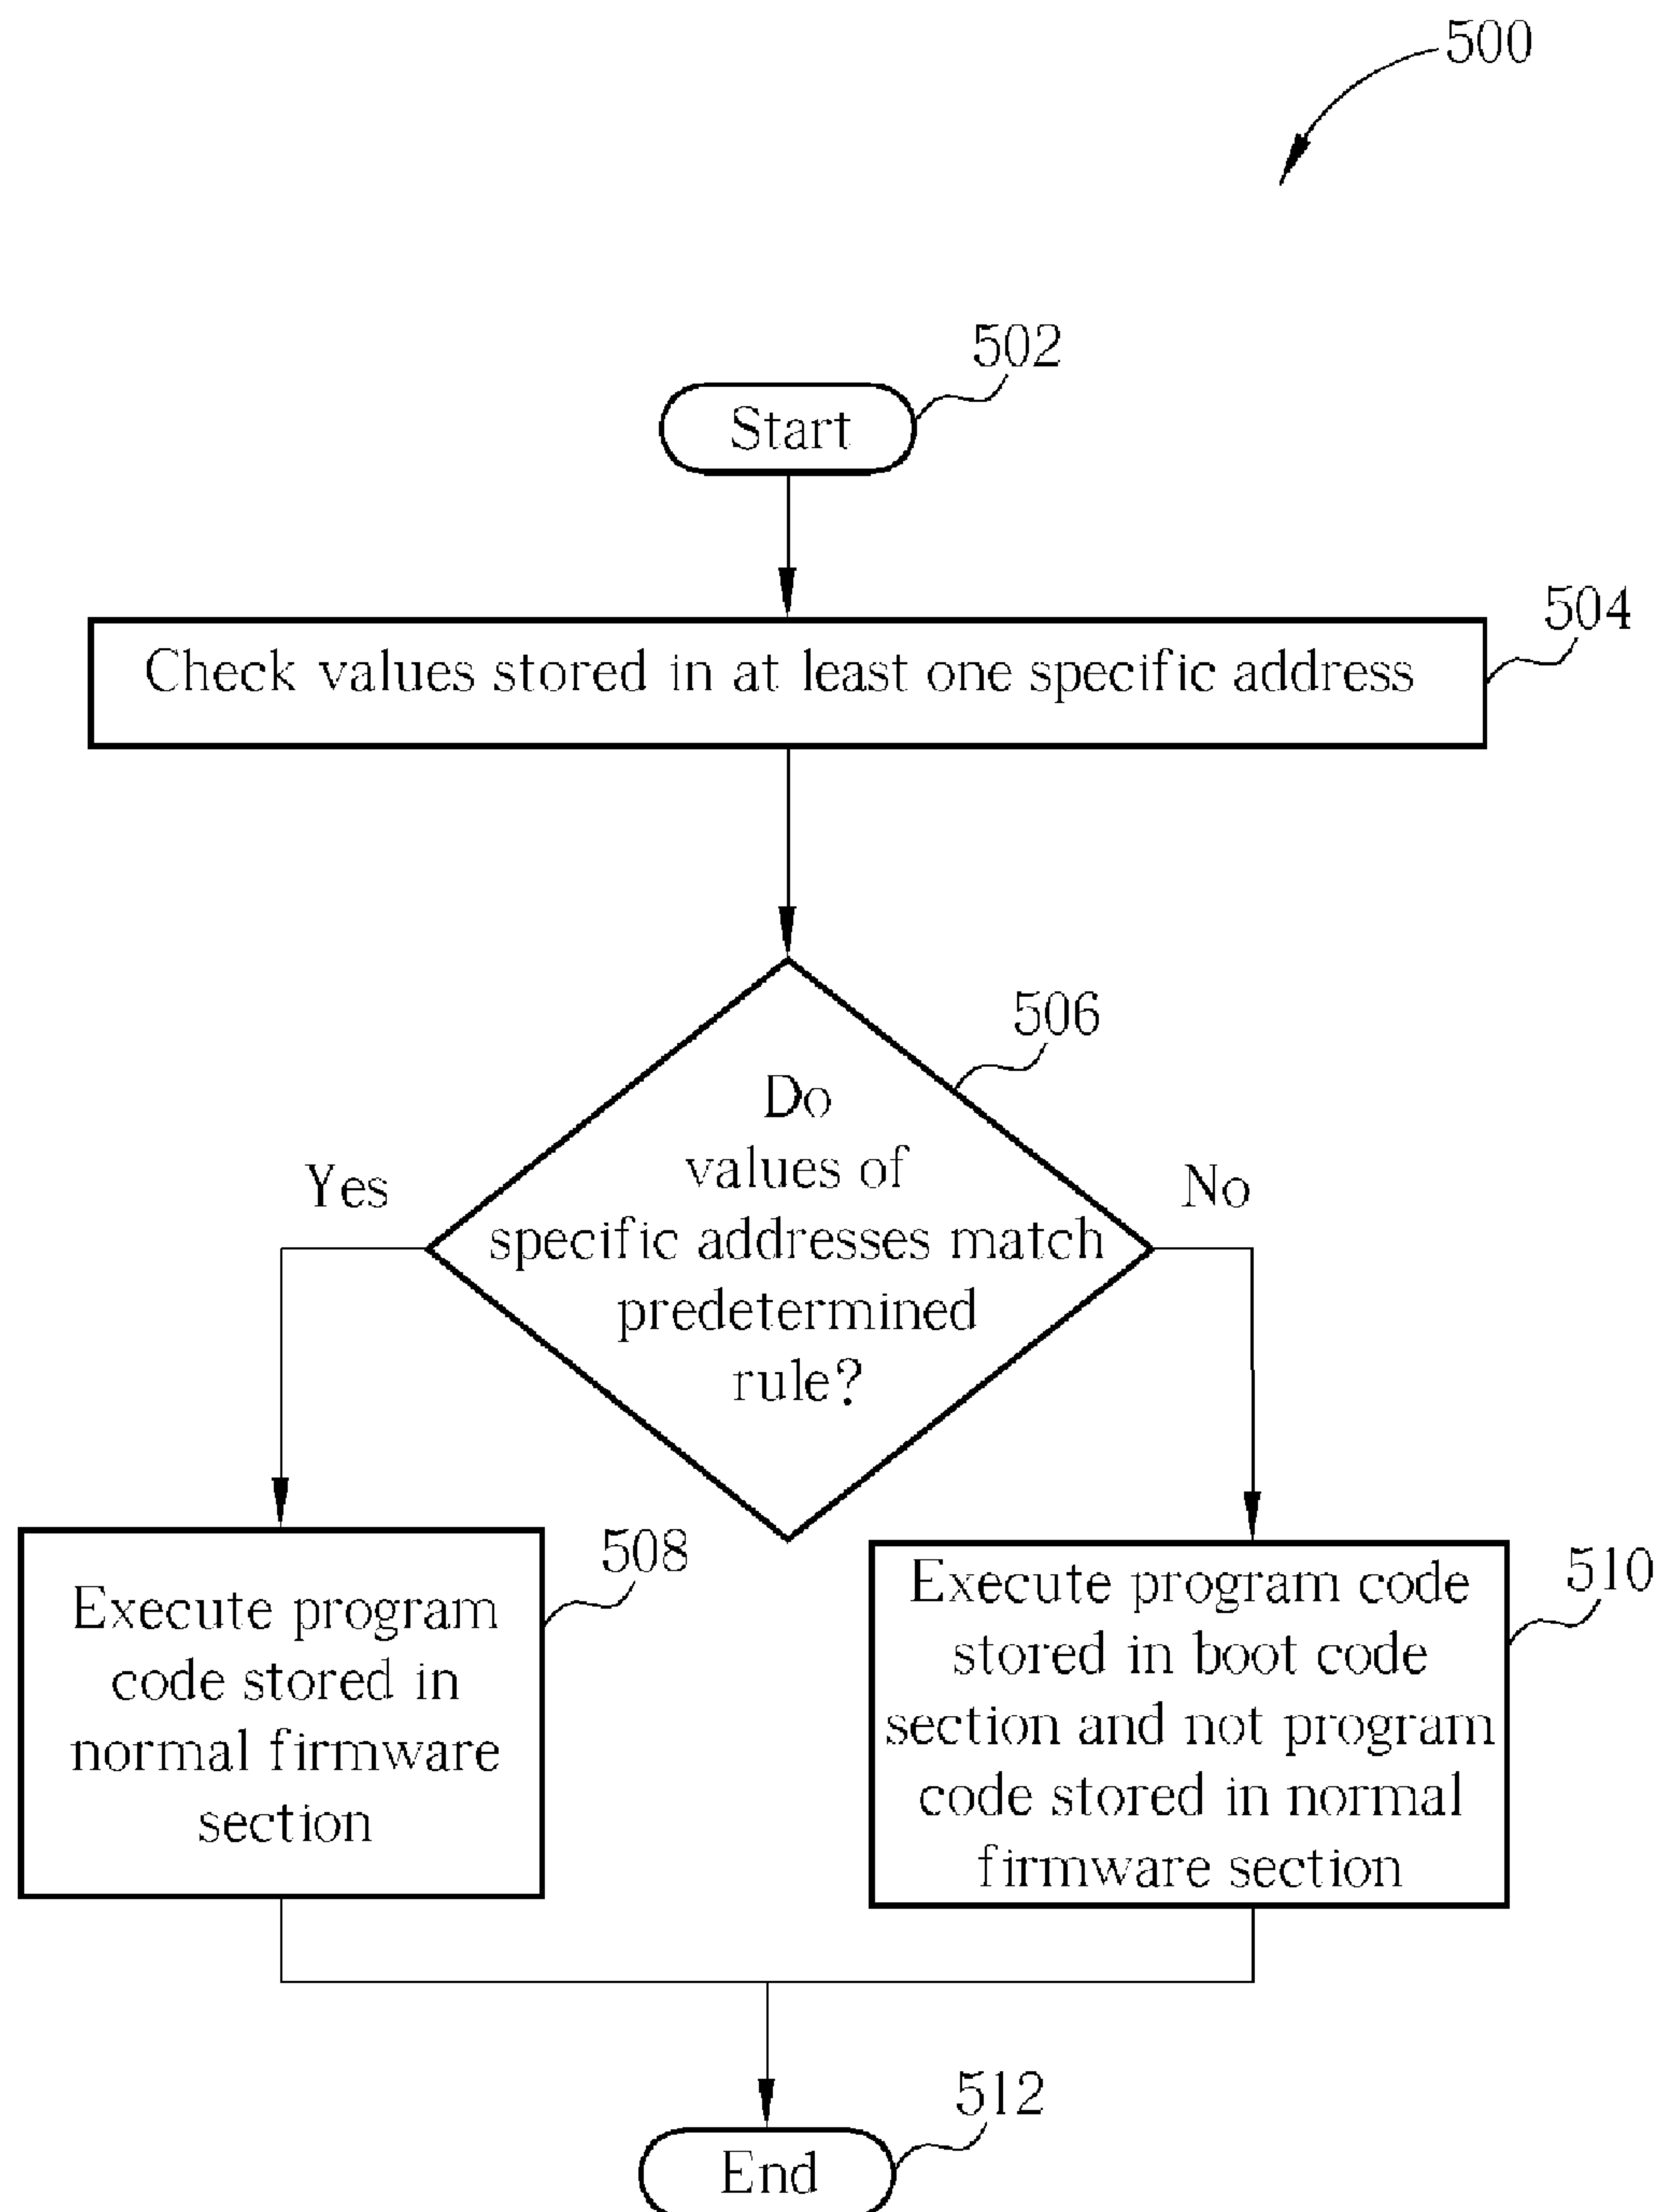 500
502
Start
504
Check values stored in at least one specific address
506
Do
values of
specific addresses match
predetermined
rule?
Yes
No
508
Execute program
code stored in
normal firmware
section
510
Execute program code
stored in boot code
section and not program
code stored in normal
firmware section
512
End